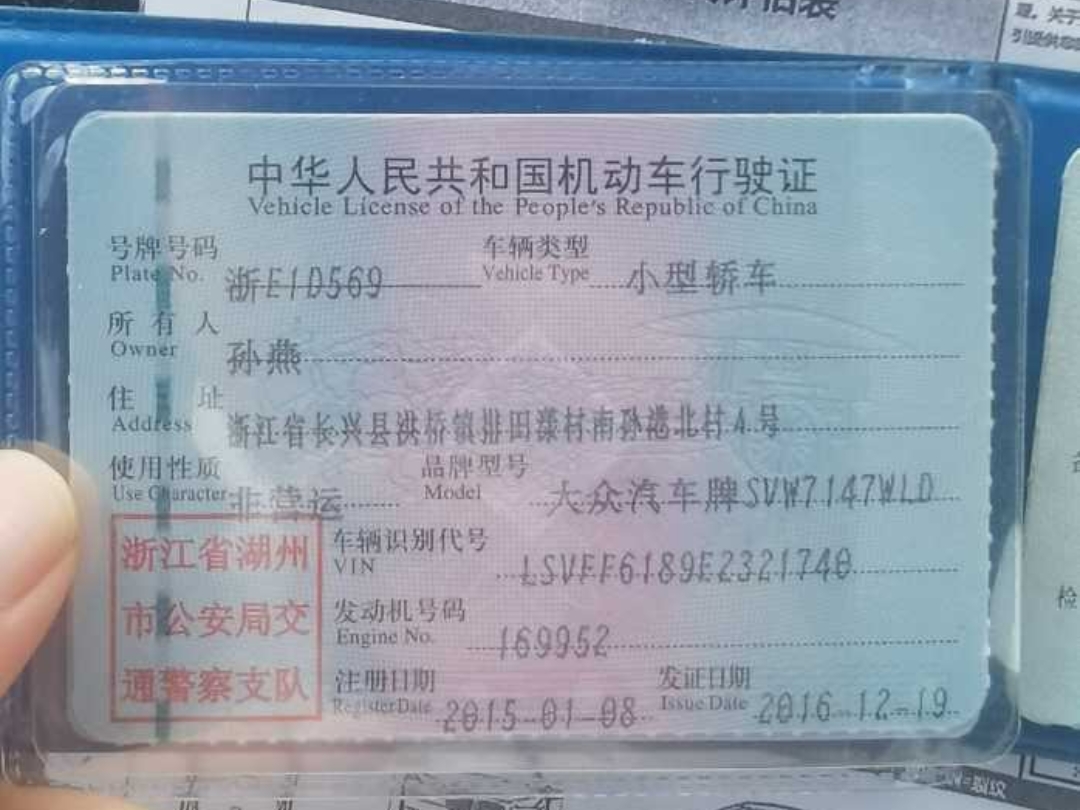 理。关于
中华人民共和国机动车行驶证
Vehicle License of the People's Republic of China
号牌号码 车辆类型
Plate No. 浙E1D569 Vehicle Type 小型轿车
所有人
Owner 孙燕
住址
Address 浙江省长兴县洪桥镇排田漾村南孙港北村4号
使用性质 品牌型号
Use Character 非营运 Model 大众汽车牌SVW7147WLD
浙江省湖州
市公安局交
通警察支队
车辆识别代号
VIN LSVFF6189E2321740
发动机号码
Engine No. 169952
注册日期 发证日期
Register Date 2015-01-08 Issue Date 2016-12-19
检